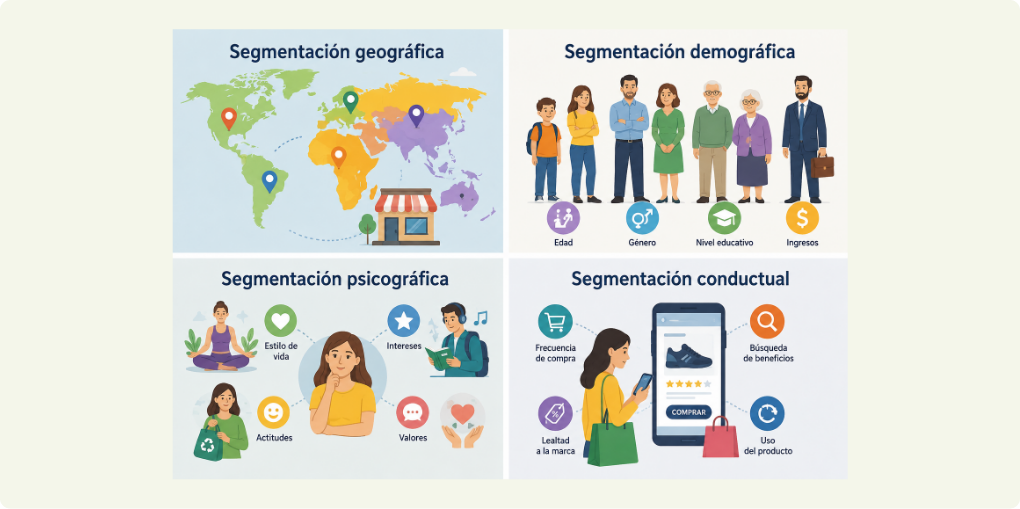 Segmentación geográfica
Segmentación demográfica
Edad
Género
Nivel educativo
Ingresos
$
Segmentación psicográfica
Estilo de
vida
Intereses
Actitudes
Valores
Segmentación conductual
Frecuencia
de compra
Búsqueda
de beneficios
%
COMPRAR
Lealtad
a la marca
Uso
del producto